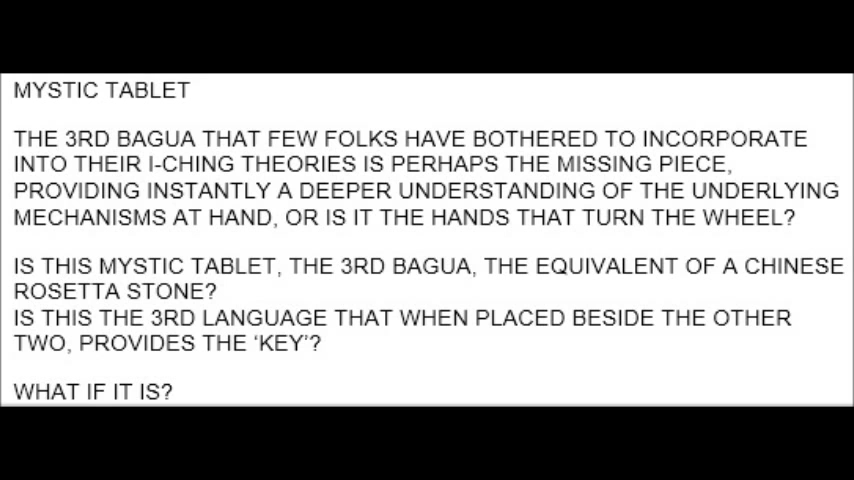 MYSTIC TABLET
THE 3RD BAGUA THAT FEW FOLKS HAVE BOTHERED TO INCORPORATE
INTO THEIR I-CHING THEORIES IS PERHAPS THE MISSING PIECE,
PROVIDING INSTANTLY A DEEPER UNDERSTANDING OF THE UNDERLYING
MECHANISMS AT HAND, OR IS IT THE HANDS THAT TURN THE WHEEL?
IS THIS MYSTIC TABLET, THE 3RD BAGUA, THE EQUIVALENT OF A CHINESE
ROSETTA STONE?
IS THIS THE 3RD LANGUAGE THAT WHEN PLACED BESIDE THE OTHER
TWO, PROVIDES THE ‘KEY’?
WHAT IF IT IS?